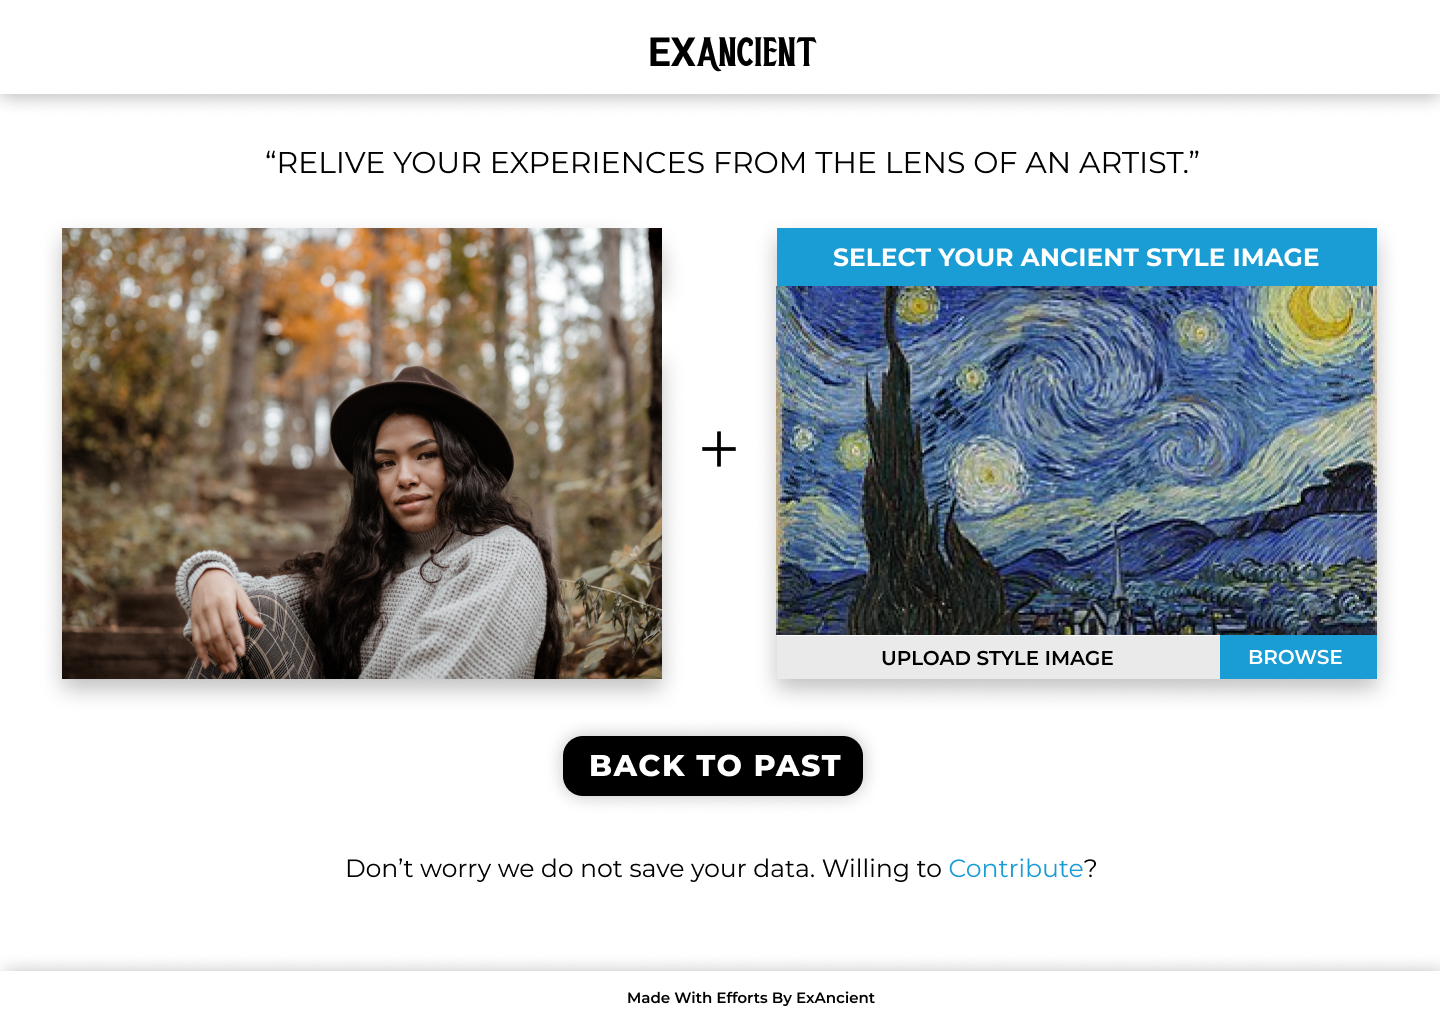 EXANCIENT
“RELIVE YOUR EXPERIENCES FROM THE LENS OF AN ARTIST.”
SELECT YOUR ANCIENT STYLE IMAGE
+
UPLOAD STYLE IMAGE
BROWSE
BACK TO PAST
Don’t worry we do not save your data. Willing to Contribute?
Made With Efforts By ExAncient